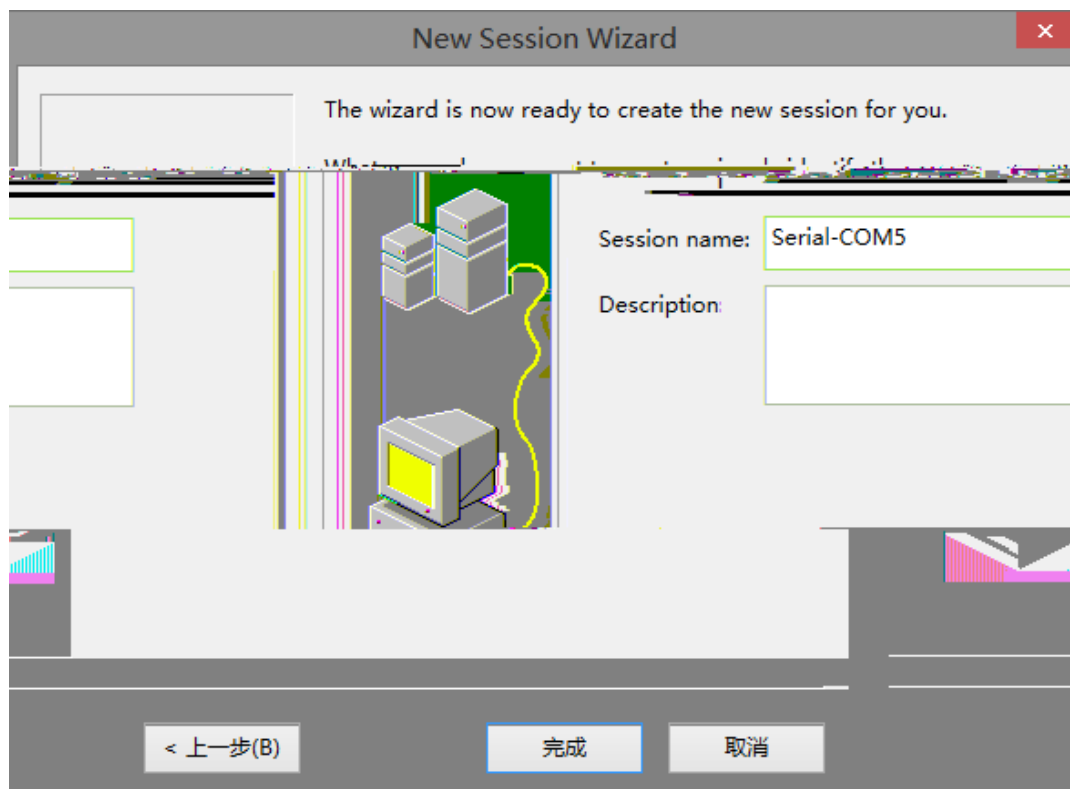 New Session Wizard
The wizard is now ready to create the new session for you.
Session name: Serial-COM5
Description:
< 上一步(B)
完成
取消